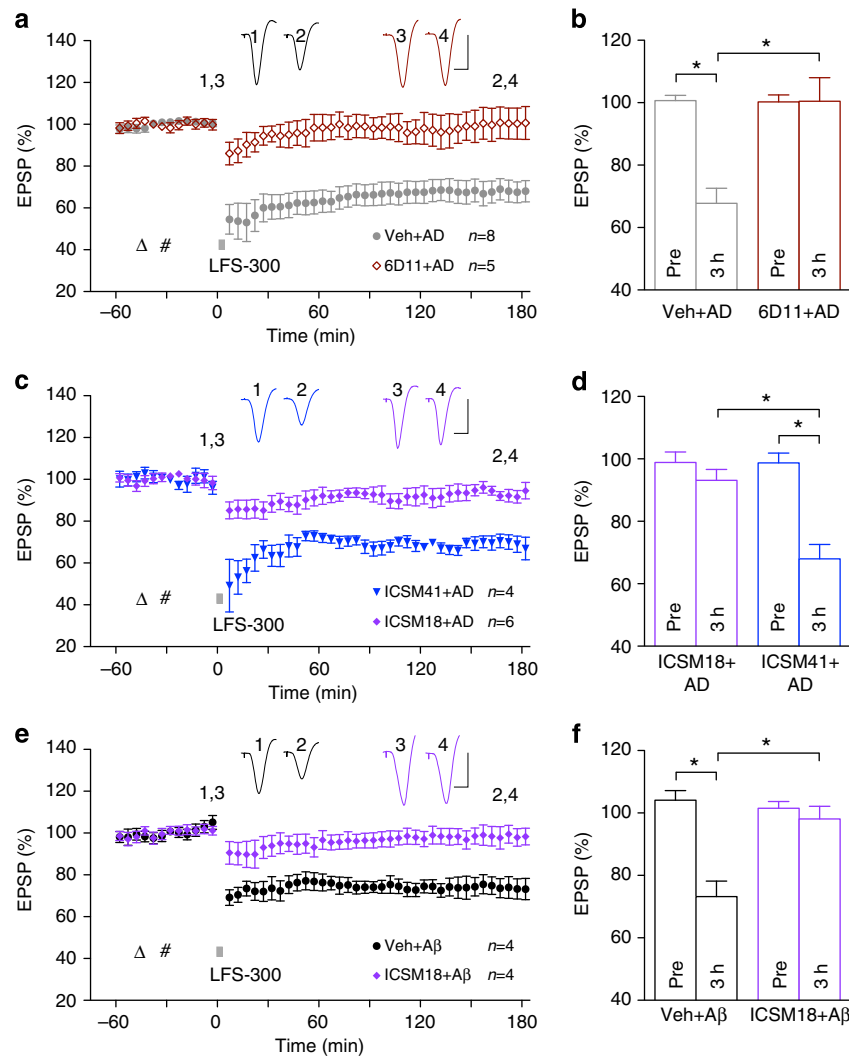 a
140
120
100
80
60
40
20
EPSP (%)
1 2 3 4
1,3 2,4
Δ #
LFS-300
Veh+AD n=8
6D11+AD n=5
–60 0 60 120 180
Time (min)
b
120
100
80
60
40
EPSP (%)
* *
Pre 3 h Pre 3 h
Veh+AD 6D11+AD
c
140
120
100
80
60
40
20
EPSP (%)
1 2 3 4
1,3 2,4
Δ #
LFS-300
ICSM41+AD n=4
ICSM18+AD n=6
–60 0 60 120 180
Time (min)
d
120
100
80
60
40
EPSP (%)
*
*
Pre 3 h Pre 3 h
ICSM18+ ICSM41+
AD AD
e
140
120
100
80
60
40
20
EPSP (%)
1 2 3 4
1,3 2,4
Δ #
LFS-300
Veh+Aβ n=4
ICSM18+Aβ n=4
–60 0 60 120 180
Time (min)
f
120
100
80
60
40
EPSP (%)
* *
Pre 3 h Pre 3 h
Veh+Aβ ICSM18+Aβ